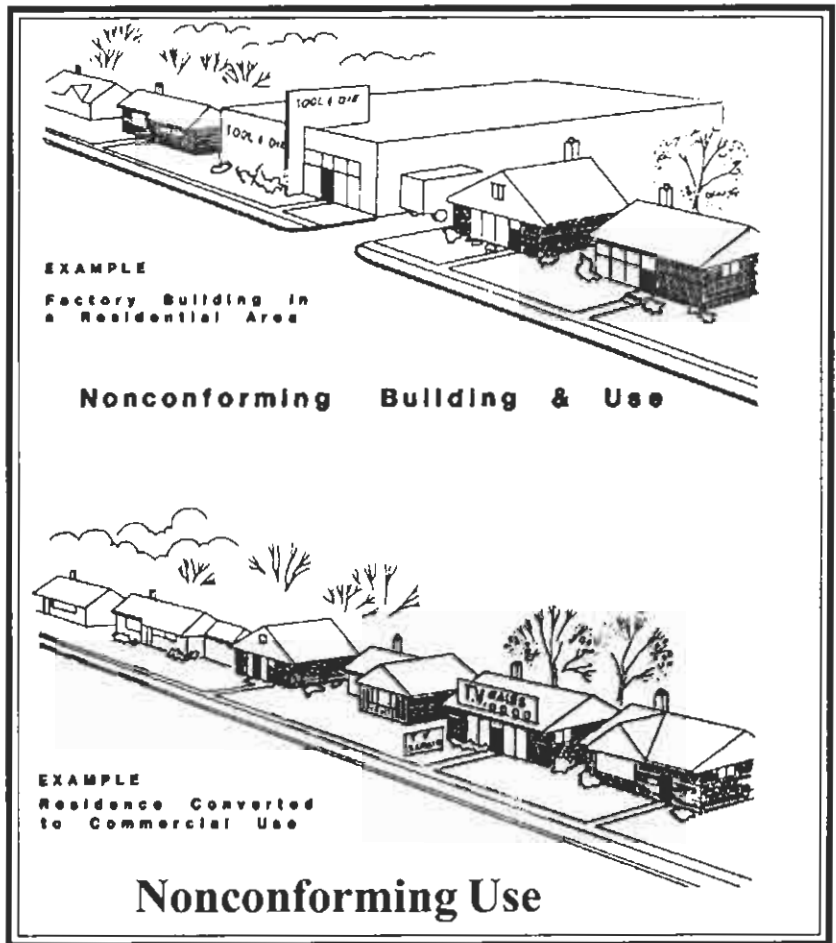 TOOL & DIE
TOOL & DIE
EXAMPLE
Factory Building in
a Residential Area
Nonconforming Building & Use
T.V. SALES
EXAMPLE
Residence Converted
to Commercial Use
Nonconforming Use